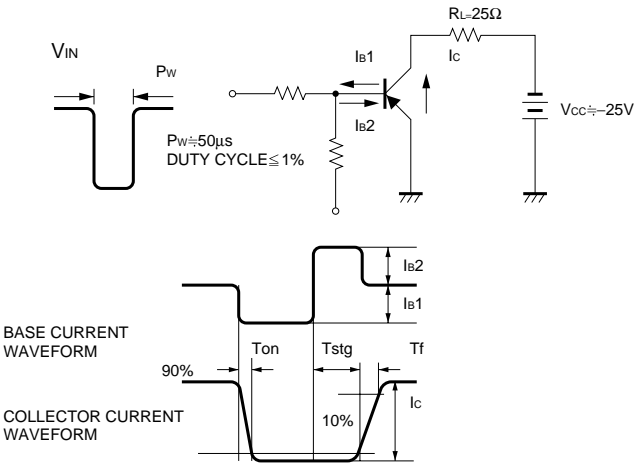 RL=25Ω
VIN
IB1
IC
PW
VCC≒−25V
IB2
PW≒50μs
DUTY CYCLE≦1%
IB2
IB1
BASE CURRENT
WAVEFORM
Ton
Tstg
Tf
90%
IC
10%
COLLECTOR CURRENT
WAVEFORM